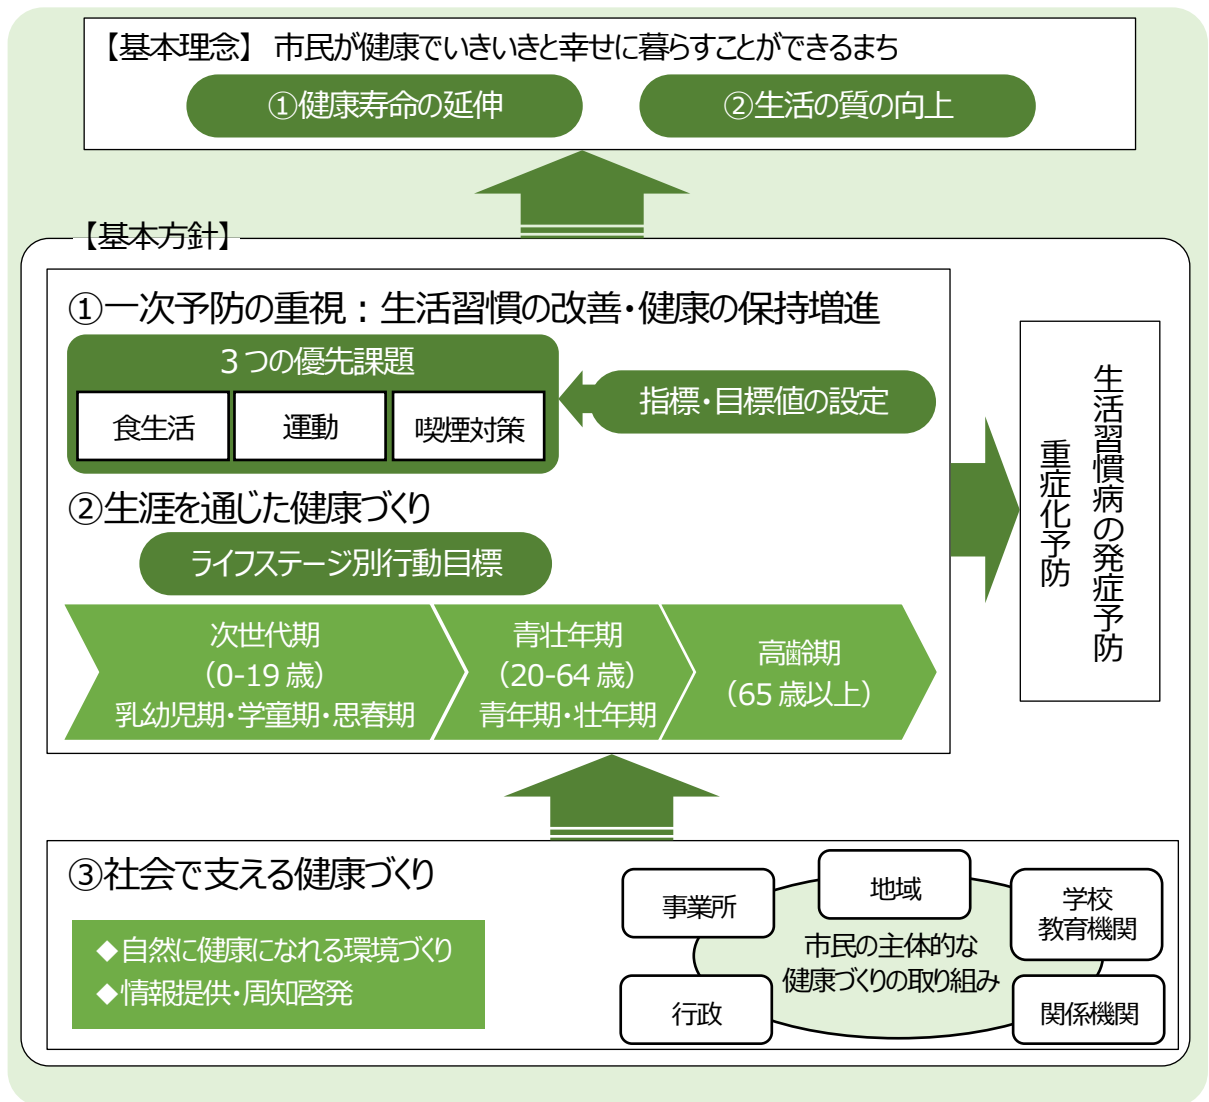 【基本理念】 市民が健康でいきいきと幸せに暮らすことができるまち
①健康寿命の延伸
②生活の質の向上
【基本方針】
①一次予防の重視：生活習慣の改善・健康の保持増進
３つの優先課題
食生活
運動
喫煙対策
指標・目標値の設定
②生涯を通じた健康づくり
ライフステージ別行動目標
次世代期
（0-19 歳）
乳幼児期・学童期・思春期
青壮年期
（20-64 歳）
青年期・壮年期
高齢期
（65 歳以上）
生活習慣病の発症予防
重症化予防
③社会で支える健康づくり
◆自然に健康になれる環境づくり
◆情報提供・周知啓発
事業所
地域
学校
教育機関
市民の主体的な
健康づくりの取り組み
行政
関係機関